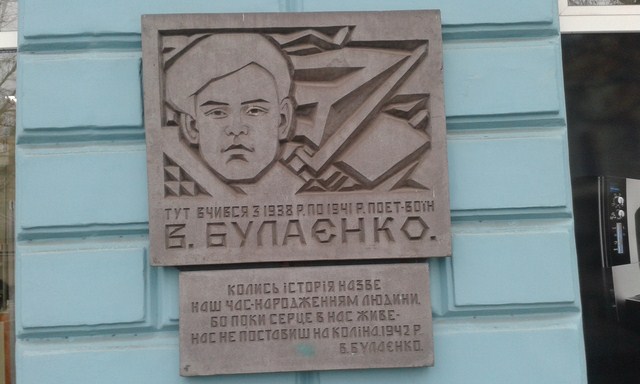 ТУТ ВЧИВСЯ З 1938 Р. ПО 1941 Р. ПОЕТ-ВОЇН
В. БУЛАЄНКО.
КОЛИСЬ ІСТОРІЯ НАЗВЕ
НАШ ЧАС-НАРОДЖЕННЯМ ЛЮДИНИ,
БО ПОКИ СЕРЦЕ В НАС ЖИВЕ-
НАС НЕ ПОСТАВИШ НА КОЛІНА. 1942 Р.
В. БУЛАЄНКО.